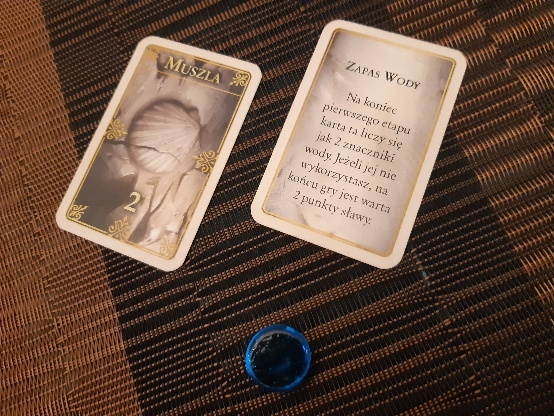 MUSZLA
2
ZAPAS WODY
Na koniec
pierwszego etapu
karta ta liczy się
jak 2 znaczniki
wody. Jeżeli jej nie
wykorzystasz, na
końcu gry jest warta
2 punkty sławy.